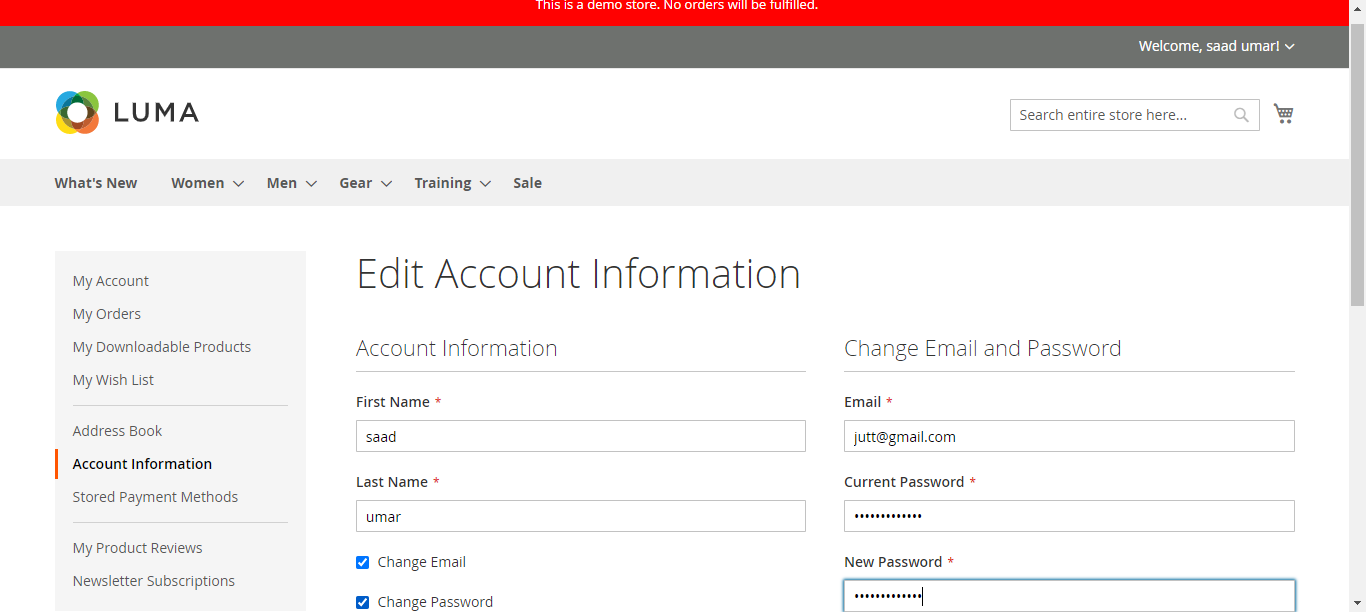 This is a demo store. No orders will be fulfilled.
Welcome, saad umar!
LUMA
Search entire store here...
What's New Women Men Gear Training Sale
My Account
My Orders
My Downloadable Products
My Wish List
Address Book
Account Information
Stored Payment Methods
My Product Reviews
Newsletter Subscriptions
Edit Account Information
Account Information
First Name *
saad
Last Name *
umar
Change Email
Change Password
Change Email and Password
Email *
jutt@gmail.com
Current Password *
•••••••••••••
New Password *
•••••••••••••